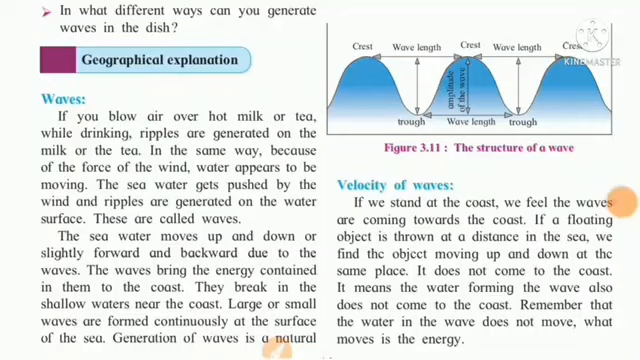 ➤ In what different ways can you generate
waves in the dish?
Geographical explanation
Waves:
If you blow air over hot milk or tea,
while drinking, ripples are generated on
the milk or the tea. In the same way, because
of the force of the wind, water appears to be
moving. The sea water gets pushed by the
wind and ripples are generated on the water
surface. These are called waves.
The sea water moves up and down or
slightly forward and backward due to the
waves. The waves bring the energy contained
in them to the coast. They break in the
shallow waters near the coast. Large or small
waves are formed continuously at the surface
of the sea. Generation of waves is a natural
Crest Wave length Crest Wave length Crest
KINEMASTER
amplitude
of the wave
trough Wave length trough
Figure 3.11 : The structure of a wave
Velocity of waves:
If we stand at the coast, we feel the waves
are coming towards the coast. If a floating
object is thrown at a distance in the sea, we
find the object moving up and down at the
same place. It does not come to the coast.
It means the water forming the wave also
does not come to the coast. Remember that
the water in the wave does not move, what
moves is the energy.